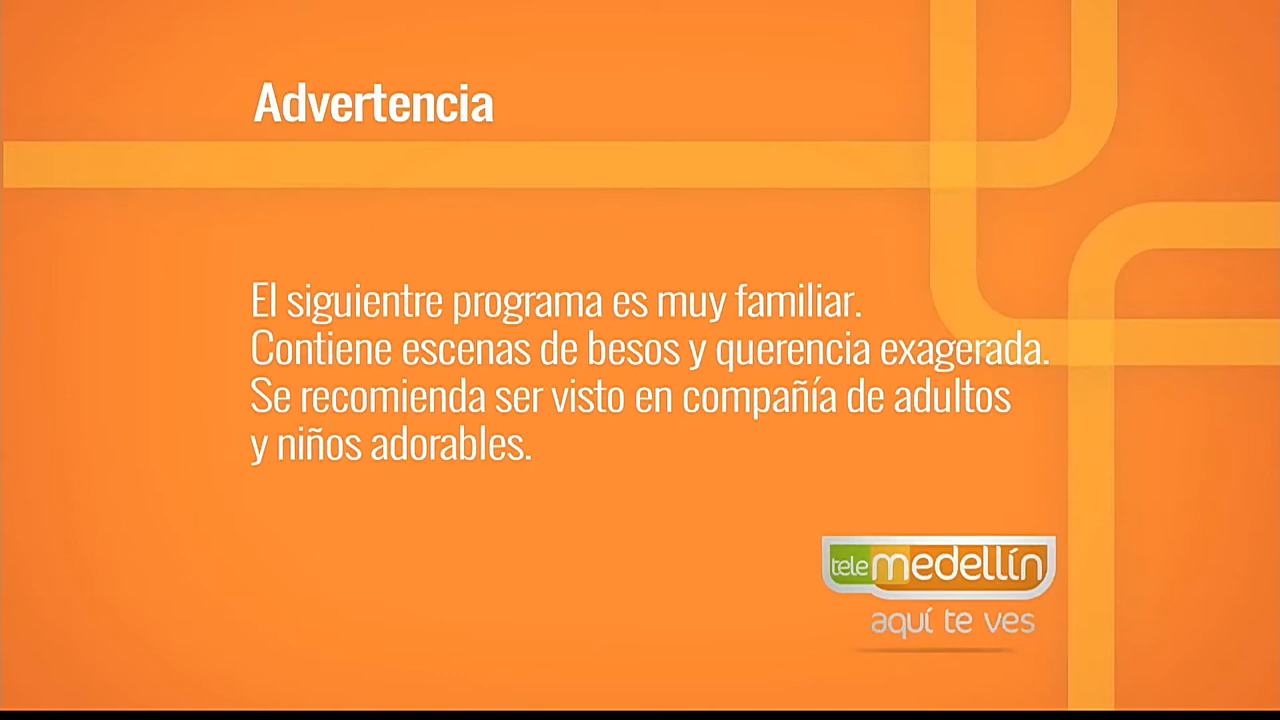 Advertencia
El siguientre programa es muy familiar.
Contiene escenas de besos y querencia exagerada.
Se recomienda ser visto en compañía de adultos
y niños adorables.
telemedellín
aquí te ves